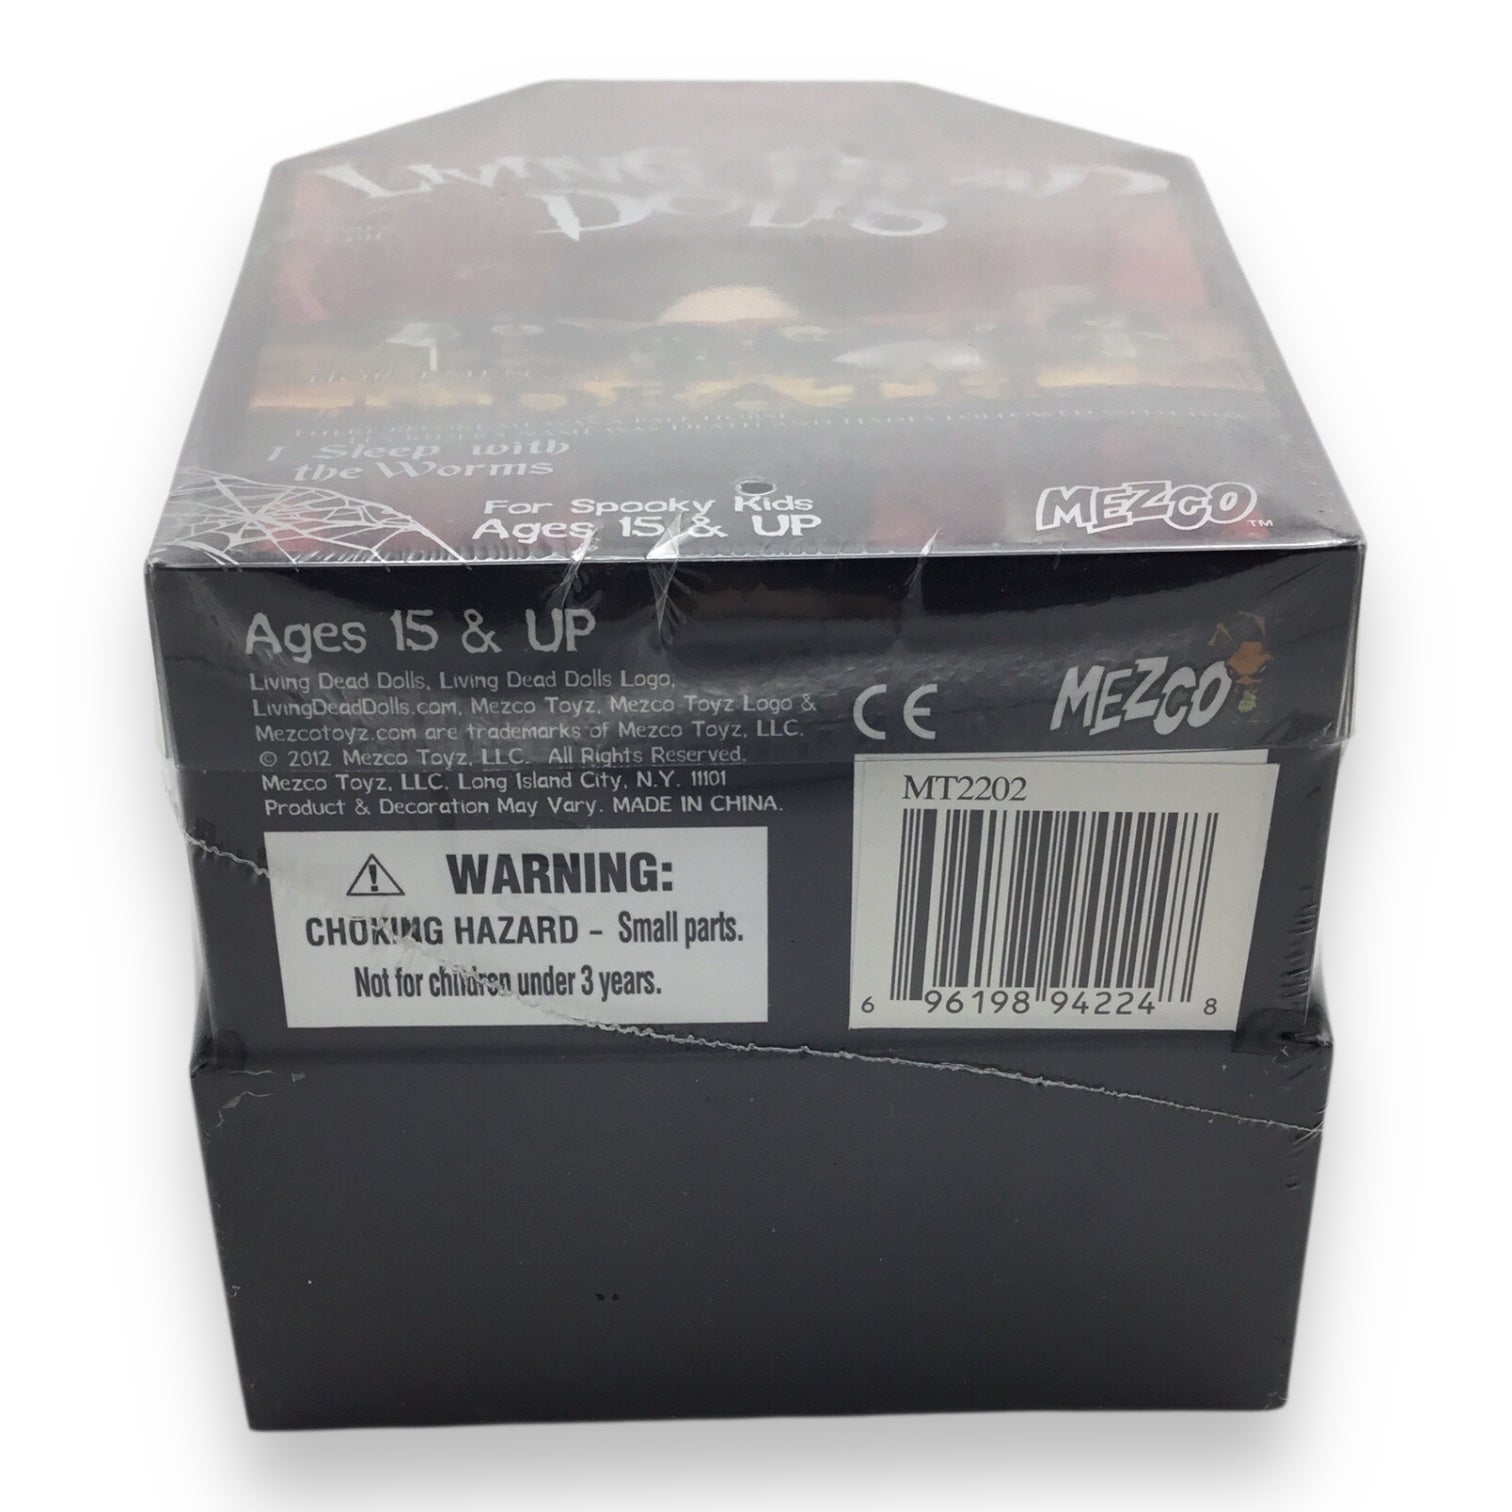 LIVING DEAD
DOLLS
I Sleep with
the Worms
For Spooky Kids
Ages 15 & UP
MEZCO™
Ages 15 & UP
Living Dead Dolls, Living Dead Dolls Logo,
LivingDeadDolls.com, Mezco Toyz, Mezco Toyz Logo &
Mezcotoyz.com are trademarks of Mezco Toyz, LLC.
© 2012 Mezco Toyz, LLC. All Rights Reserved.
Mezco Toyz, LLC. Long Island City, N.Y. 11101
Product & Decoration May Vary. MADE IN CHINA.
CE
MEZCO
WARNING:
CHOKING HAZARD - Small parts.
Not for children under 3 years.
MT2202
6 96198 94224 8